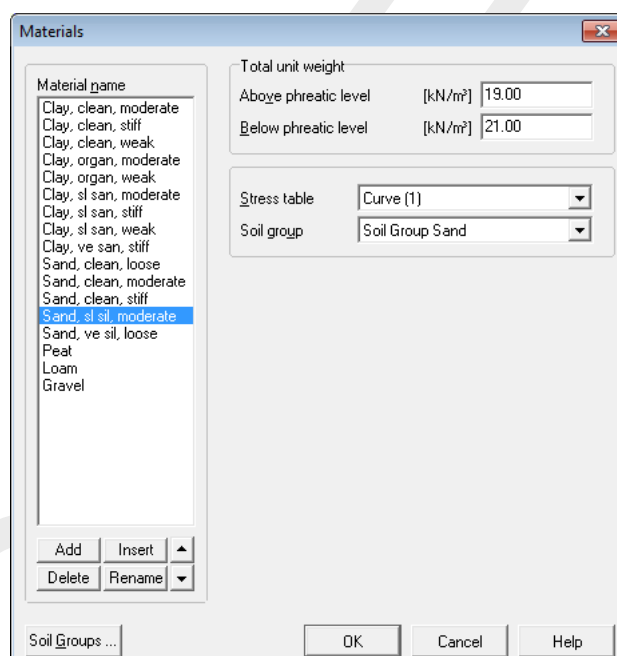 Materials
Material name
Clay, clean, moderate
Clay, clean, stiff
Clay, clean, weak
Clay, organ, moderate
Clay, organ, weak
Clay, sl san, moderate
Clay, sl san, stiff
Clay, sl san, weak
Clay, ve san, stiff
Sand, clean, loose
Sand, clean, moderate
Sand, clean, stiff
Sand, sl sil, moderate
Sand, ve sil, loose
Peat
Loam
Gravel
Add Insert
Delete Rename
Total unit weight
Above phreatic level [kN/m³] 19.00
Below phreatic level [kN/m³] 21.00
Stress table Curve (1)
Soil group Soil Group Sand
Soil Groups ... OK Cancel Help